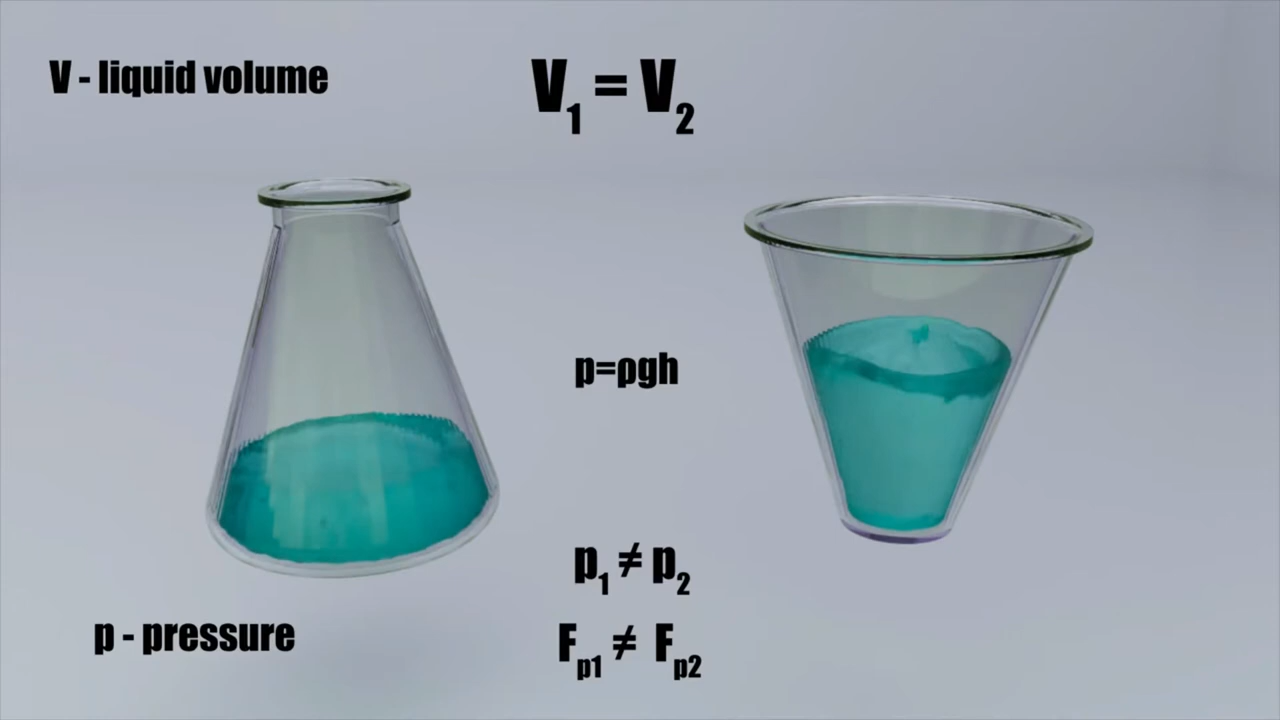 V - liquid volume
V₁ = V₂
p=ρgh
p₁ ≠ p₂
p - pressure
Fₚ₁ ≠ Fₚ₂